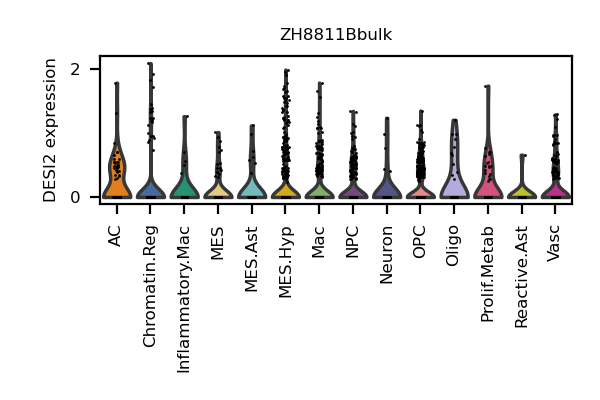 ZH8811Bbulk
DESI2 expression
2
0
AC
Chromatin.Reg
Inflammatory.Mac
MES
MES.Ast
MES.Hyp
Mac
NPC
Neuron
OPC
Oligo
Prolif.Metab
Reactive.Ast
Vasc